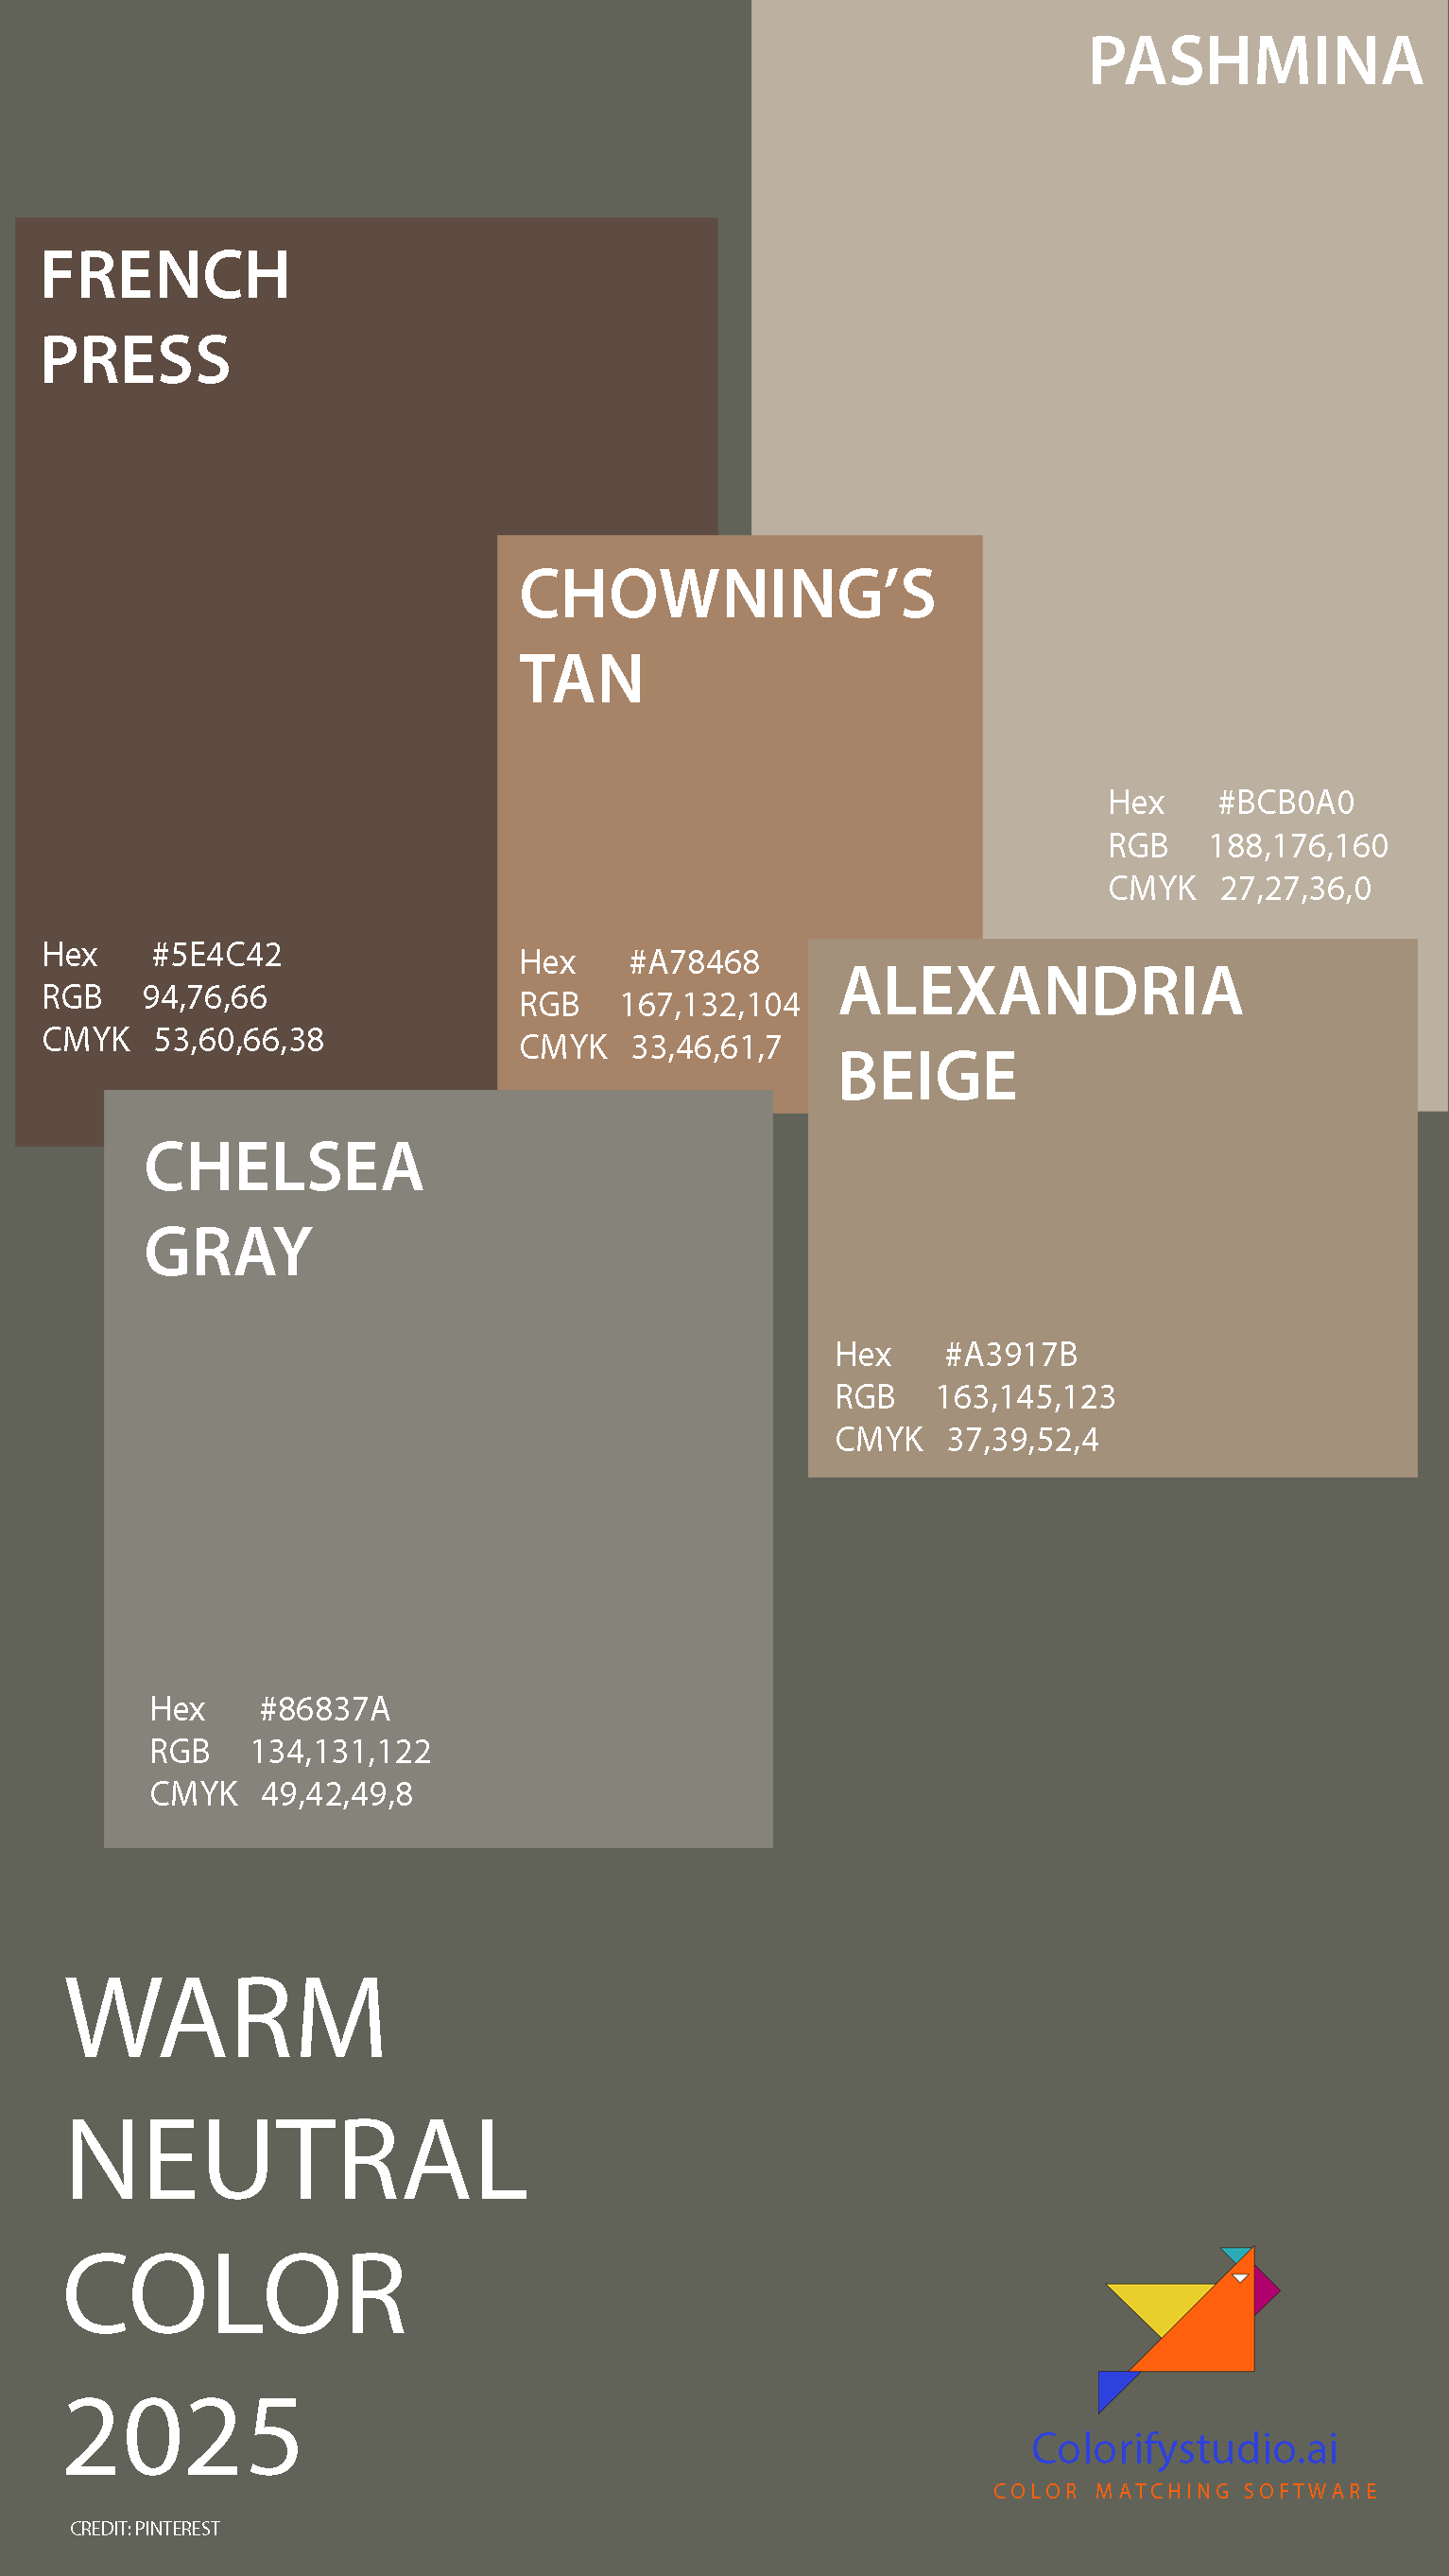 PASHMINA
Hex #BCB0A0
RGB 188,176,160
CMYK 27,27,36,0
FRENCH
PRESS
Hex #5E4C42
RGB 94,76,66
CMYK 53,60,66,38
CHOWNING’S
TAN
Hex #A78468
RGB 167,132,104
CMYK 33,46,61,7
ALEXANDRIA
BEIGE
Hex #A3917B
RGB 163,145,123
CMYK 37,39,52,4
CHELSEA
GRAY
Hex #86837A
RGB 134,131,122
CMYK 49,42,49,8
WARM
NEUTRAL
COLOR
2025
CREDIT: PINTEREST
Colorifystudio.ai
COLOR MATCHING SOFTWARE